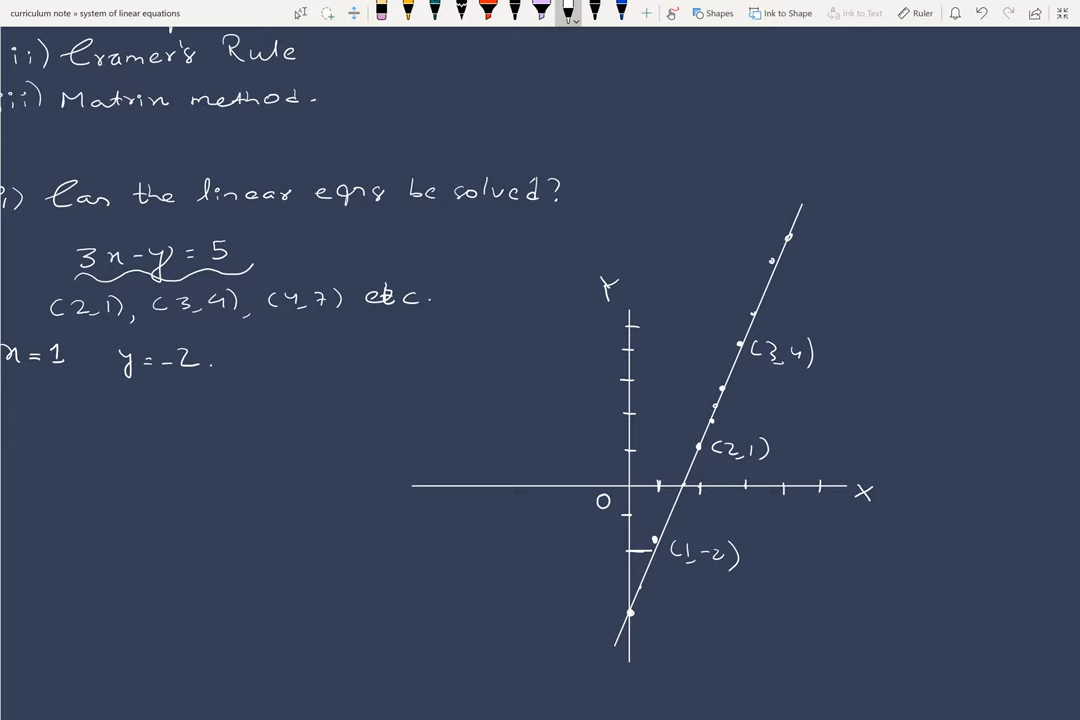 curriculum note » system of linear equations
Shapes
Ink to Shape
Ink to Text
Ruler
ii) Cramer's Rule
iii) Matrix method.
i) Can the linear eqns be solved?
3x-y = 5
(2,1), (3,4), (4,7) etc.
x = 1 y = -2.
Y
(3,4)
(2,1)
O
X
(1,-2)